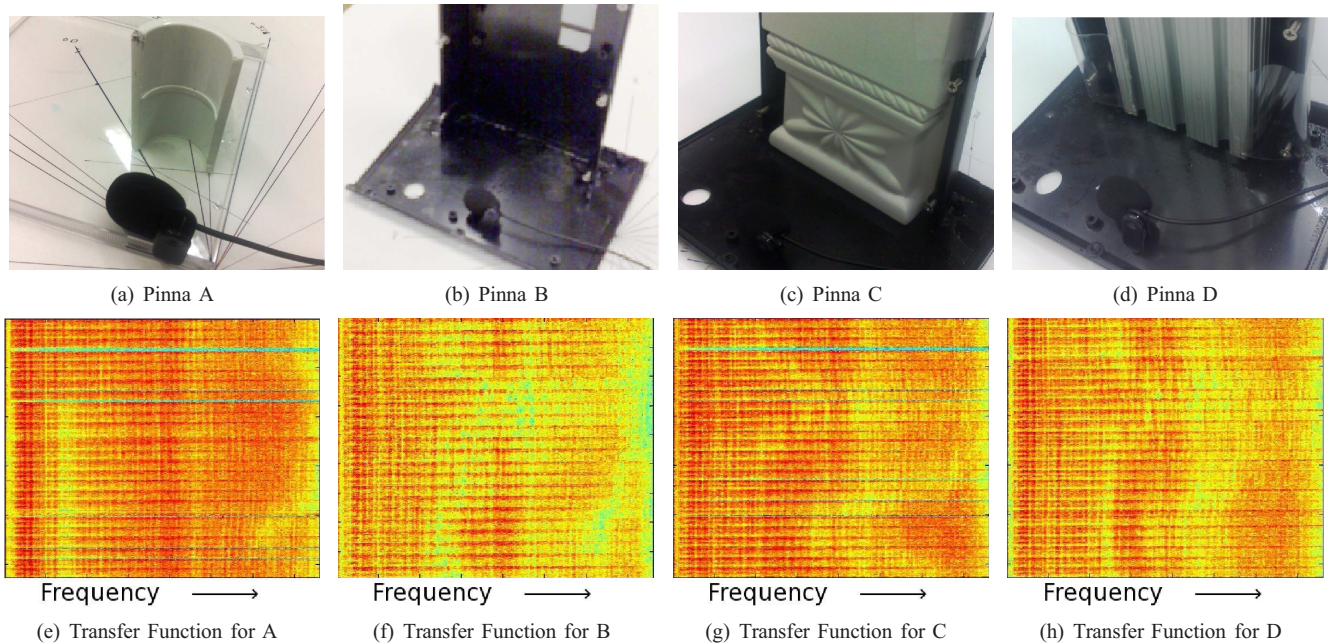 (a) Pinna A
(b) Pinna B
(c) Pinna C
(d) Pinna D
Frequency
Frequency
Frequency
Frequency
(e) Transfer Function for A
(f) Transfer Function for B
(g) Transfer Function for C
(h) Transfer Function for D